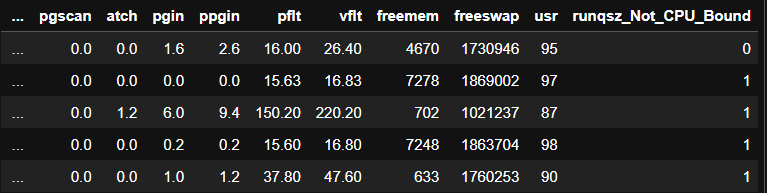 ... pgscan atch pgin ppgin pflt vflt freemem freeswap usr runqsz_Not_CPU_Bound
... 0.0 0.0 1.6 2.6 16.00 26.40 4670 1730946 95 0
... 0.0 0.0 0.0 0.0 15.63 16.83 7278 1869002 97 1
... 0.0 1.2 6.0 9.4 150.20 220.20 702 1021237 87 1
... 0.0 0.0 0.2 0.2 15.60 16.80 7248 1863704 98 1
... 0.0 0.0 1.0 1.2 37.80 47.60 633 1760253 90 1